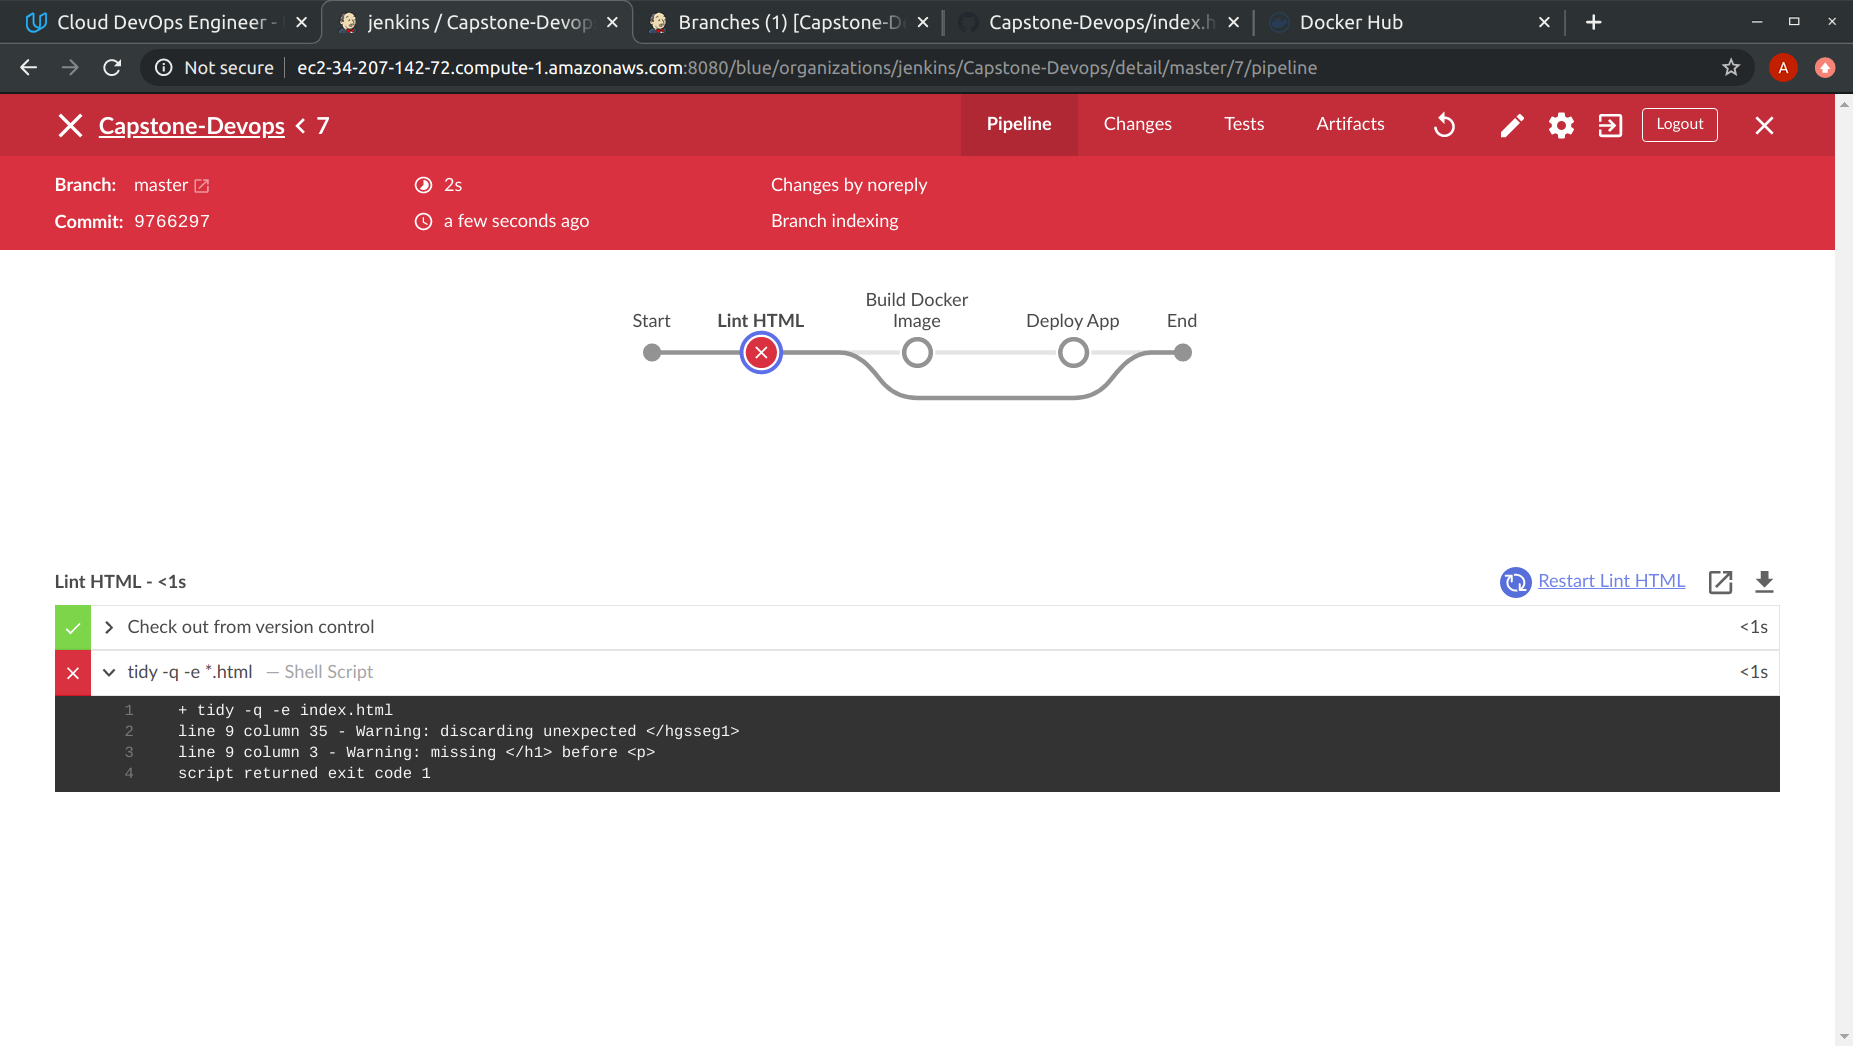 Cloud DevOps Engineer -
jenkins / Capstone-Devop
Branches (1) [Capstone-D
Capstone-Devops/index.h
Docker Hub
Not secure
ec2-34-207-142-72.compute-1.amazonaws.com:8080/blue/organizations/jenkins/Capstone-Devops/detail/master/7/pipeline
A
Capstone-Devops < 7
Pipeline
Changes
Tests
Artifacts
Logout
Branch: master
2s
Changes by noreply
Commit: 9766297
a few seconds ago
Branch indexing
Start
Lint HTML
Build Docker
Image
Deploy App
End
Lint HTML - <1s
Restart Lint HTML
Check out from version control
<1s
tidy -q -e *.html — Shell Script
<1s
1 + tidy -q -e index.html
2 line 9 column 35 - Warning: discarding unexpected </hgsseg1>
3 line 9 column 3 - Warning: missing </h1> before <p>
4 script returned exit code 1